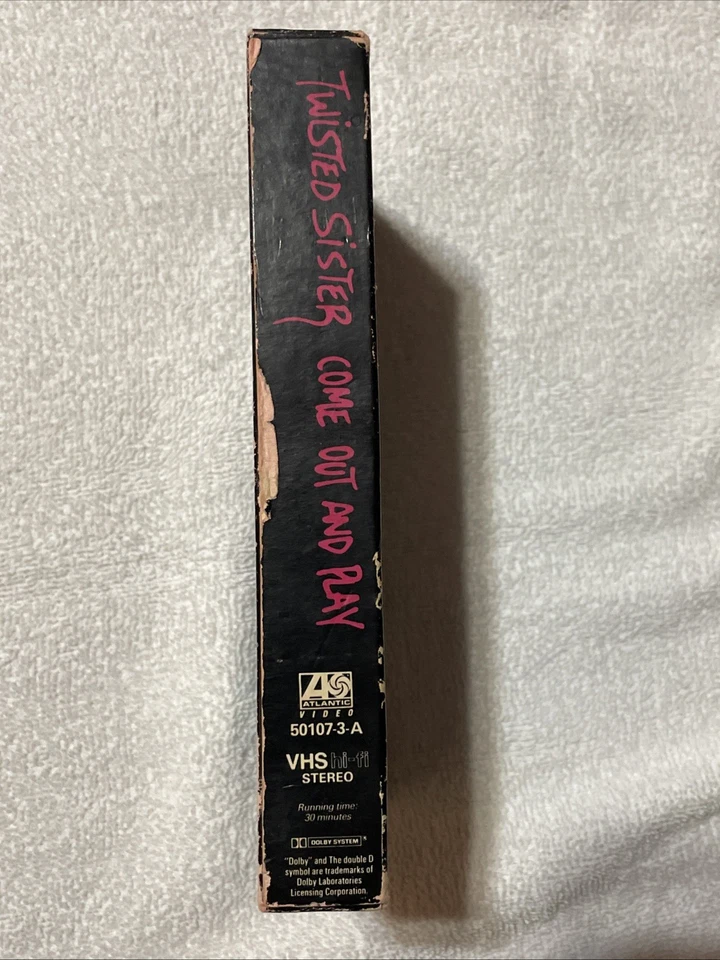 TWISTED SISTER COME OUT AND PLAY
ATLANTIC
VIDEO
50107-3-A
VHS hi-fi
STEREO
Running time:
30 minutes
DOLBY SYSTEM
"Dolby" and The double D
symbol are trademarks of
Dolby Laboratories
Licensing Corporation.